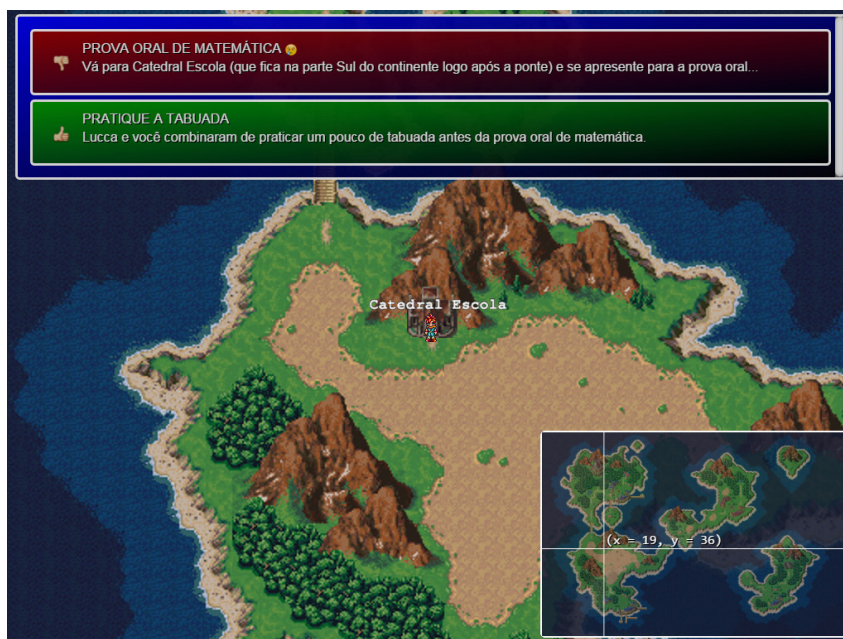 PROVA ORAL DE MATEMÁTICA 😢
Vá para Catedral Escola (que fica na parte Sul do continente logo após a ponte) e se apresente para a prova oral...
PRATIQUE A TABUADA
Lucca e você combinaram de praticar um pouco de tabuada antes da prova oral de matemática.
Catedral Escola
(x = 19, y = 36)